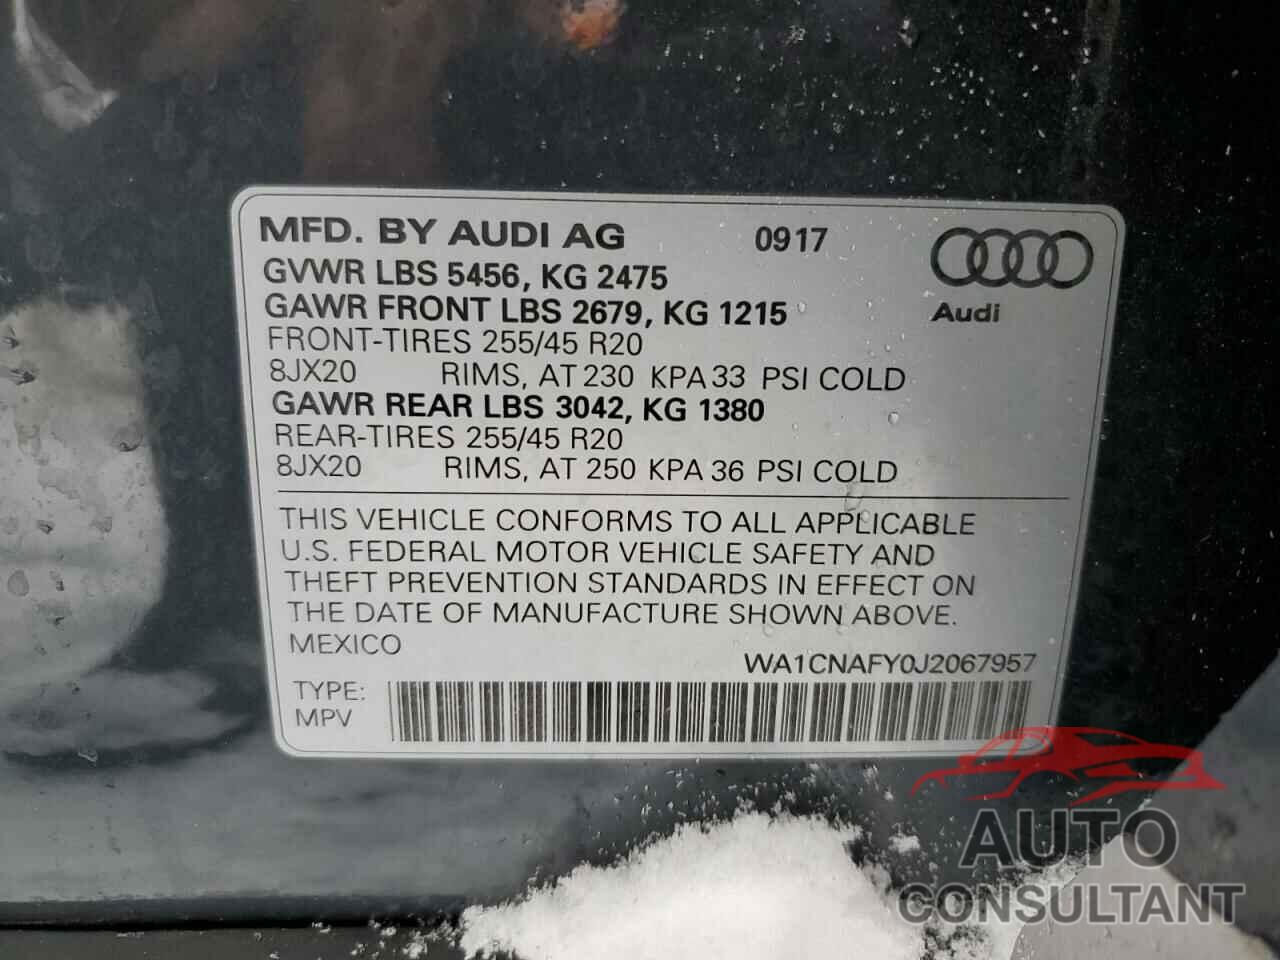 MFD. BY AUDI AG 0917
GVWR LBS 5456, KG 2475
GAWR FRONT LBS 2679, KG 1215
Audi
FRONT-TIRES 255/45 R20
8JX20 RIMS, AT 230 KPA 33 PSI COLD
GAWR REAR LBS 3042, KG 1380
REAR-TIRES 255/45 R20
8JX20 RIMS, AT 250 KPA 36 PSI COLD
THIS VEHICLE CONFORMS TO ALL APPLICABLE
U.S. FEDERAL MOTOR VEHICLE SAFETY AND
THEFT PREVENTION STANDARDS IN EFFECT ON
THE DATE OF MANUFACTURE SHOWN ABOVE.
MEXICO
WA1CNAFY0J2067957
TYPE:
MPV
AUTO
CONSULTANT